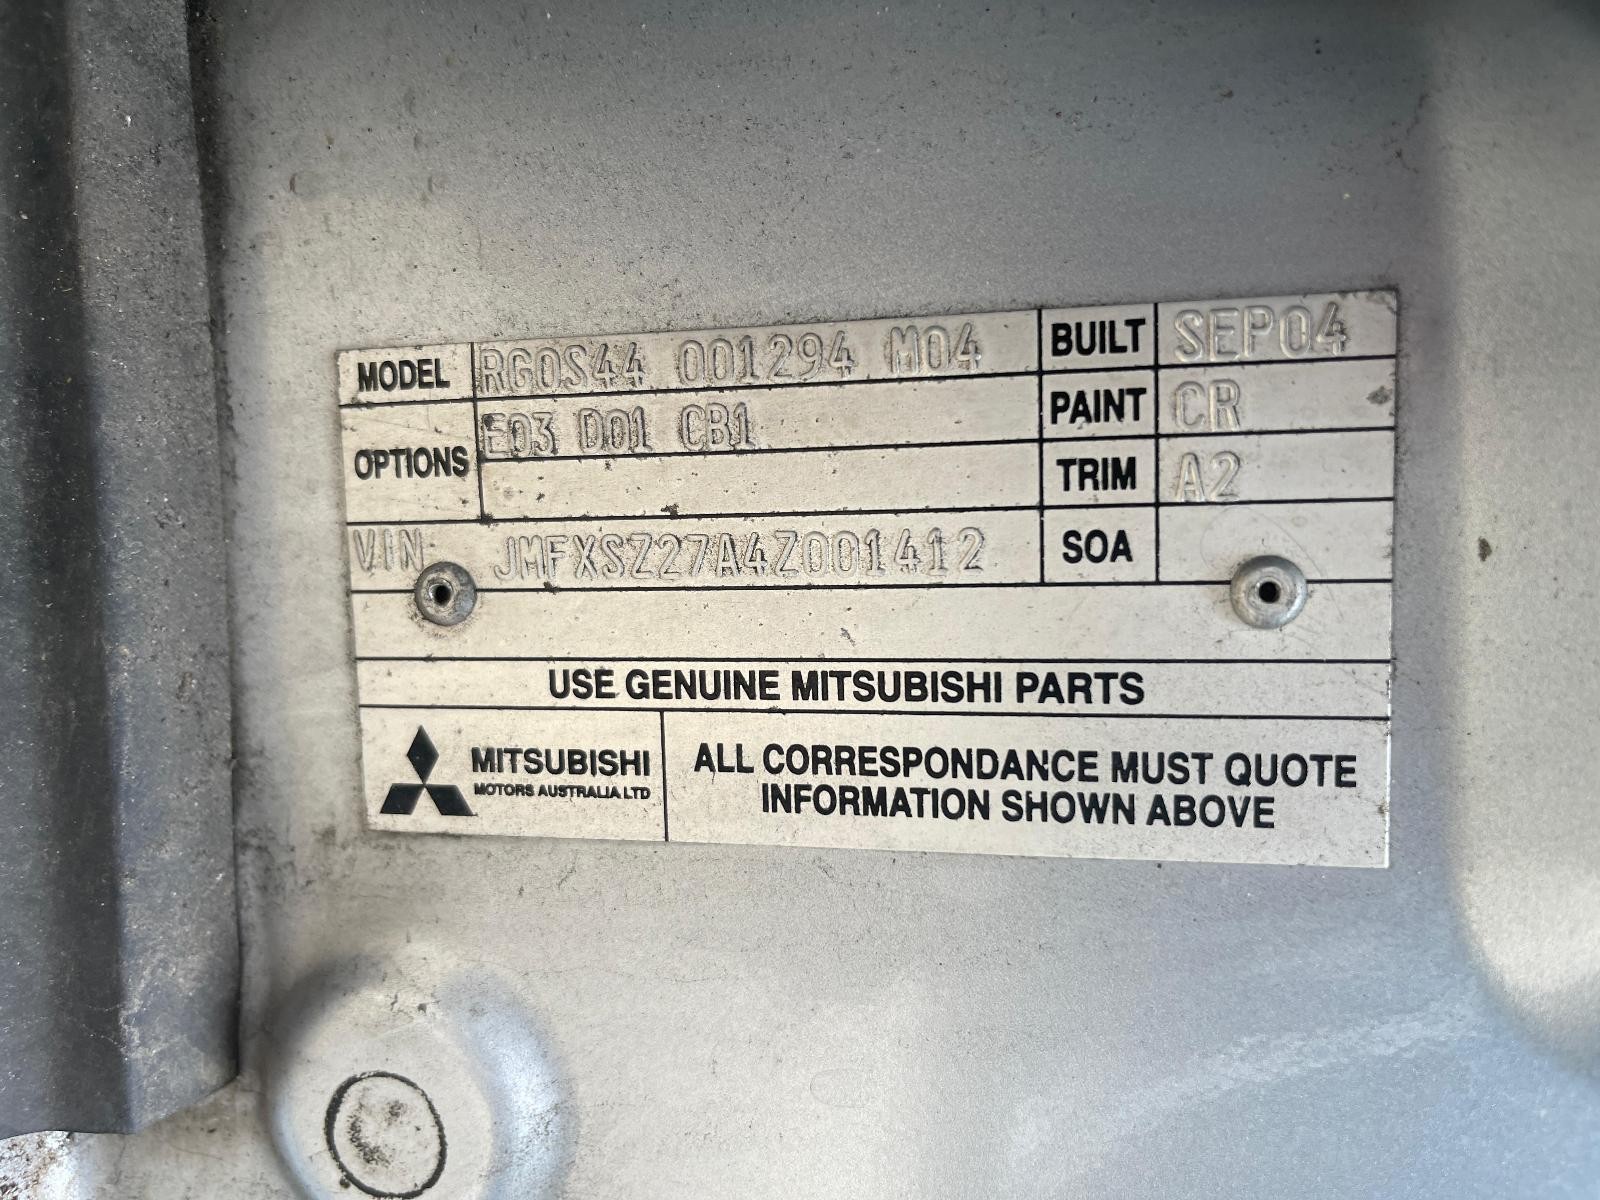 MODEL RG0S44 001294 M04 BUILT SEP04
OPTIONS E03 D01 CB1 PAINT CR
TRIM A2
VIN JMFXSZ27A4Z001412 SOA
USE GENUINE MITSUBISHI PARTS
MITSUBISHI
MOTORS AUSTRALIA LTD
ALL CORRESPONDANCE MUST QUOTE
INFORMATION SHOWN ABOVE